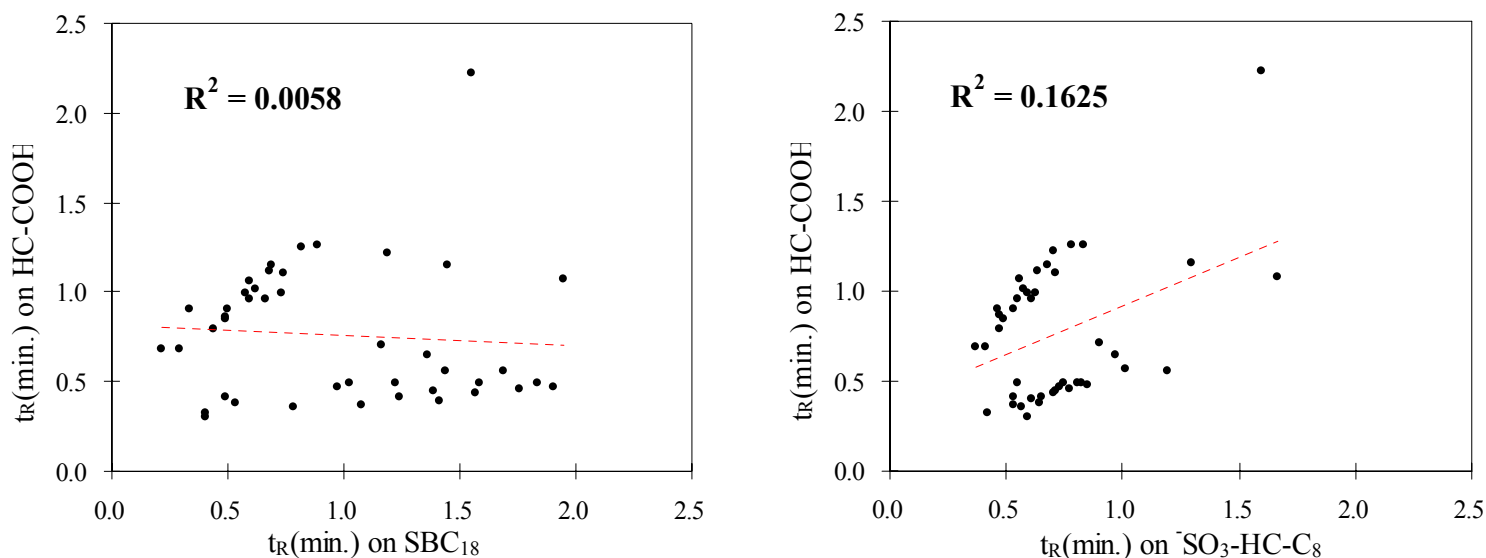 2.5
2.0
1.5
1.0
0.5
0.0
tR(min.) on HC-COOH
R² = 0.0058
0.0 0.5 1.0 1.5 2.0 2.5
tR(min.) on SBC₁₈
2.5
2.0
1.5
1.0
0.5
0.0
tR(min.) on HC-COOH
R² = 0.1625
0.0 0.5 1.0 1.5 2.0 2.5
tR(min.) on ⁻SO₃-HC-C₈